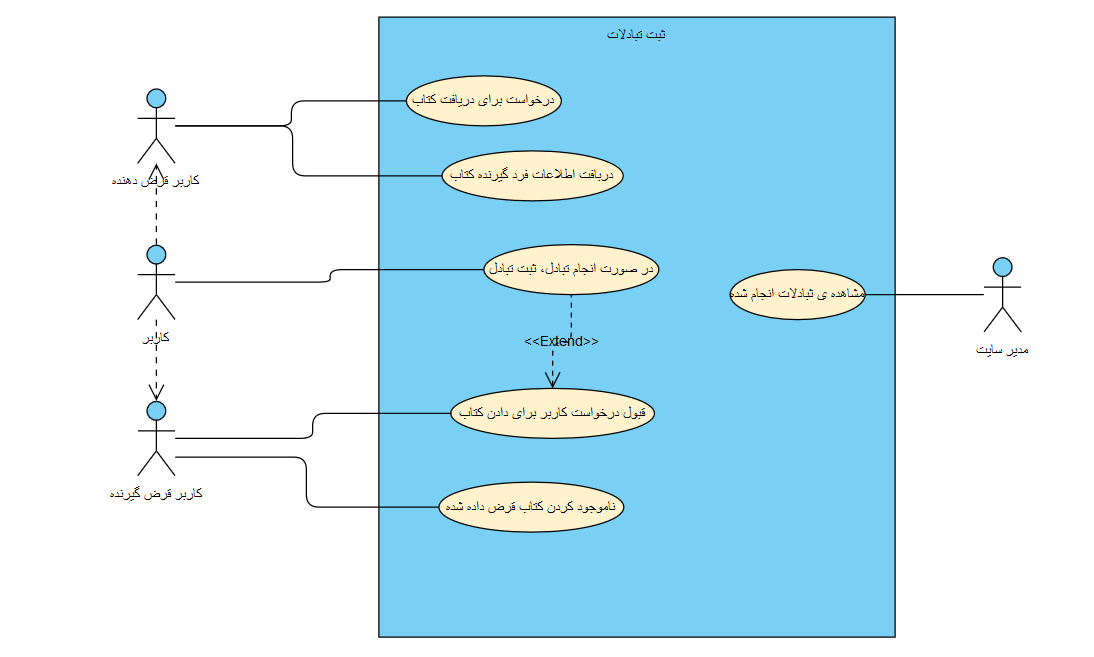 ثبت تبادلات
درخواست برای دریافت کتاب
کاربر قرض دهنده
دریافت اطلاعات فرد گیرنده کتاب
در صورت انجام تبادل، ثبت تبادل
مشاهده ی تبادلات انجام شده
کاربر
مدیر سایت
<<Extend>>
قبول درخواست کاربر برای دادن کتاب
کاربر قرض گیرنده
ناموجود کردن کتاب قرض داده شده